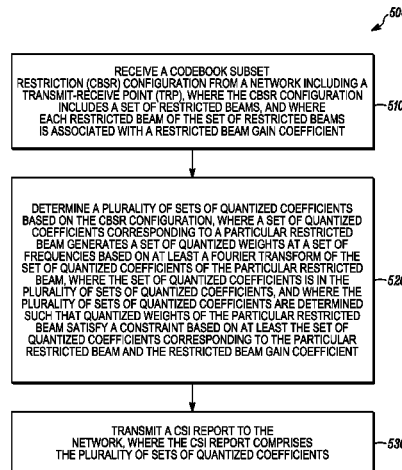 50
RECEIVE A CODEBOOK SUBSET
RESTRICTION (CBSR) CONFIGURATION FROM A NETWORK INCLUDING A
TRANSMIT-RECEIVE POINT (TRP), WHERE THE CBSR CONFIGURATION
INCLUDES A SET OF RESTRICTED BEAMS, AND WHERE
EACH RESTRICTED BEAM OF THE SET OF RESTRICTED BEAMS
IS ASSOCIATED WITH A RESTRICTED BEAM GAIN COEFFICIENT
510
DETERMINE A PLURALITY OF SETS OF QUANTIZED COEFFICIENTS
BASED ON THE CBSR CONFIGURATION, WHERE A SET OF QUANTIZED
COEFFICIENTS CORRESPONDING TO A PARTICULAR RESTRICTED
BEAM GENERATES A SET OF QUANTIZED WEIGHTS AT A SET OF
FREQUENCIES BASED ON AT LEAST A FOURIER TRANSFORM OF THE
SET OF QUANTIZED COEFFICIENTS OF THE PARTICULAR RESTRICTED
BEAM, WHERE THE SET OF QUANTIZED COEFFICIENTS IS IN THE
PLURALITY OF SETS OF QUANTIZED COEFFICIENTS, AND WHERE THE
PLURALITY OF SETS OF QUANTIZED COEFFICIENTS ARE DETERMINED
SUCH THAT QUANTIZED WEIGHTS OF THE PARTICULAR RESTRICTED
BEAM SATISFY A CONSTRAINT BASED ON AT LEAST THE SET OF
QUANTIZED COEFFICIENTS CORRESPONDING TO THE PARTICULAR
RESTRICTED BEAM AND THE RESTRICTED BEAM GAIN COEFFICIENT
520
TRANSMIT A CSI REPORT TO THE
NETWORK, WHERE THE CSI REPORT COMPRISES
THE PLURALITY OF SETS OF QUANTIZED COEFFICIENTS
530